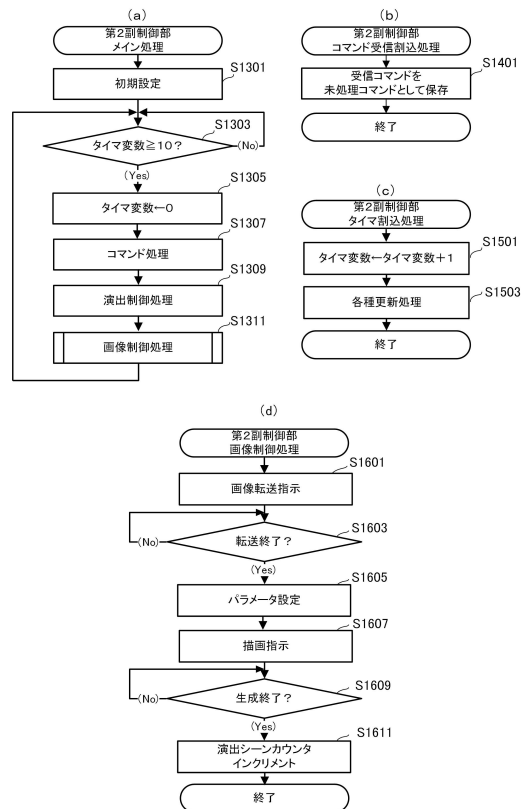 (a)
第2副制御部
メイン処理
初期設定
S1301
タイマ変数≧10?
S1303
(No)
(Yes)
タイマ変数←0
S1305
コマンド処理
S1307
演出制御処理
S1309
画像制御処理
S1311
(b)
第2副制御部
コマンド受信割込処理
受信コマンドを
未処理コマンドとして保存
S1401
終了
(c)
第2副制御部
タイマ割込処理
タイマ変数←タイマ変数+1
S1501
各種更新処理
S1503
終了
(d)
第2副制御部
画像制御処理
画像転送指示
S1601
転送終了?
S1603
(No)
(Yes)
パラメータ設定
S1605
描画指示
S1607
生成終了?
S1609
(No)
(Yes)
演出シーンカウンタ
インクリメント
S1611
終了